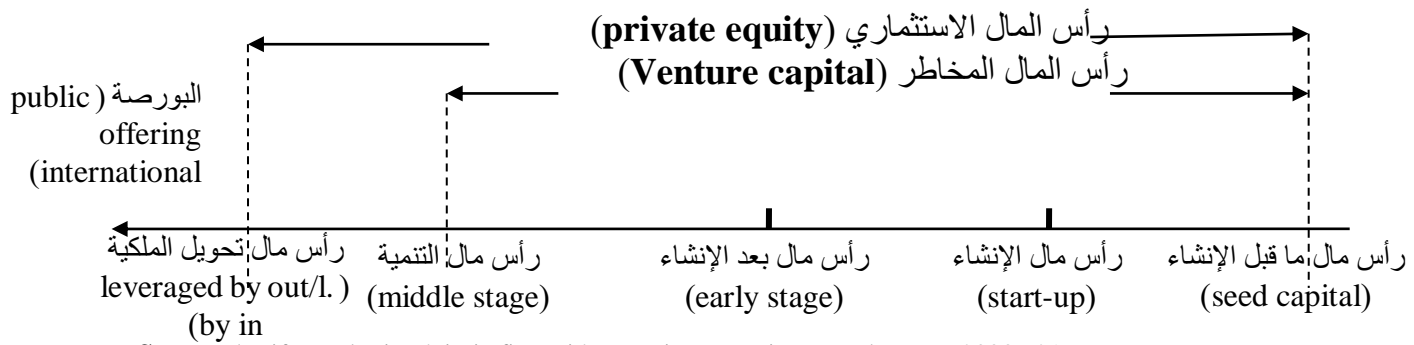 رأس المال الاستثماري (private equity)
رأس المال المخاطر (Venture capital)
البورصة ( public
offering
(international
رأس مال ما قبل الإنشاء
(seed capital)
رأس مال الإنشاء
(start-up)
رأس مال بعد الإنشاء
(early stage)
رأس مال التنمية
(middle stage)
رأس مال تحويل الملكية
leveraged by out/l. )
(by in